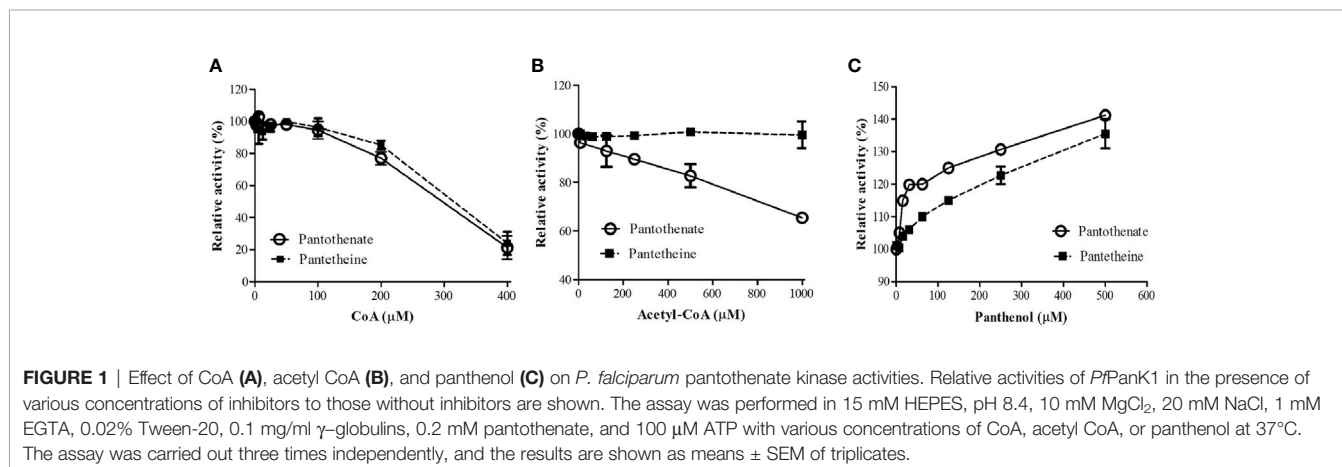 A
120
100
80
60
40
20
0
Relative activity (%)
Pantothenate
Pantetheine
0
100
200
300
400
CoA (µM)
B
120
100
80
60
40
Relative activity (%)
Pantothenate
Pantetheine
0
200
400
600
800
1000
Acetyl-CoA (µM)
C
150
140
130
120
110
100
90
Relative activity (%)
Pantothenate
Pantetheine
0
100
200
300
400
500
600
Panthenol (µM)
FIGURE 1 | Effect of CoA (A), acetyl CoA (B), and panthenol (C) on P. falciparum pantothenate kinase activities. Relative activities of PfPanK1 in the presence of
various concentrations of inhibitors to those without inhibitors are shown. The assay was performed in 15 mM HEPES, pH 8.4, 10 mM MgCl₂, 20 mM NaCl, 1 mM
EGTA, 0.02% Tween-20, 0.1 mg/ml γ–globulins, 0.2 mM pantothenate, and 100 µM ATP with various concentrations of CoA, acetyl CoA, or panthenol at 37°C.
The assay was carried out three times independently, and the results are shown as means ± SEM of triplicates.